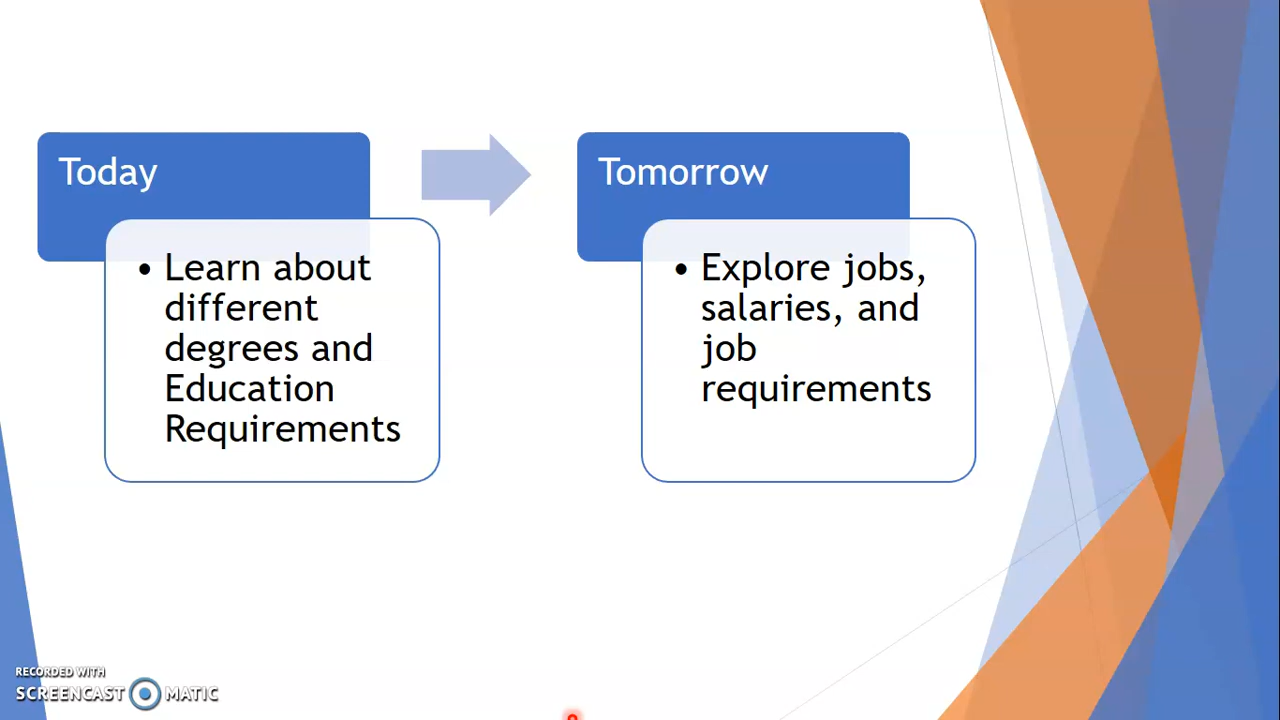 Today
• Learn about
different
degrees and
Education
Requirements
Tomorrow
• Explore jobs,
salaries, and
job
requirements
RECORDED WITH
SCREENCAST MATIC